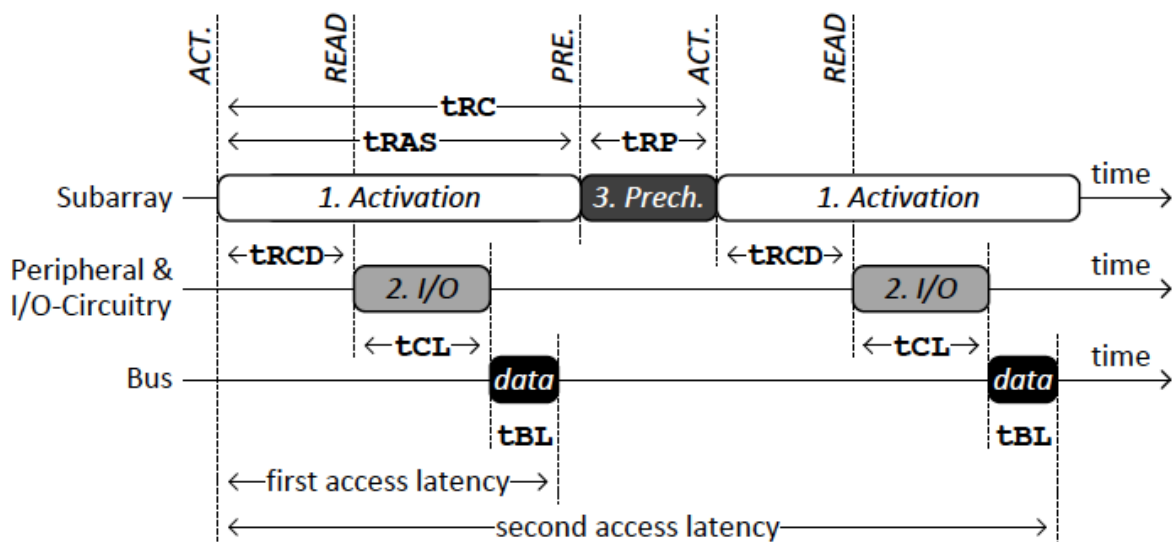 ACT.
READ
PRE.
ACT.
READ
tRC
tRAS
tRP
Subarray
1. Activation
3. Prech.
1. Activation
time
tRCD
tRCD
Peripheral &
I/O-Circuitry
2. I/O
2. I/O
time
tCL
tCL
Bus
data
data
time
tBL
tBL
first access latency
second access latency